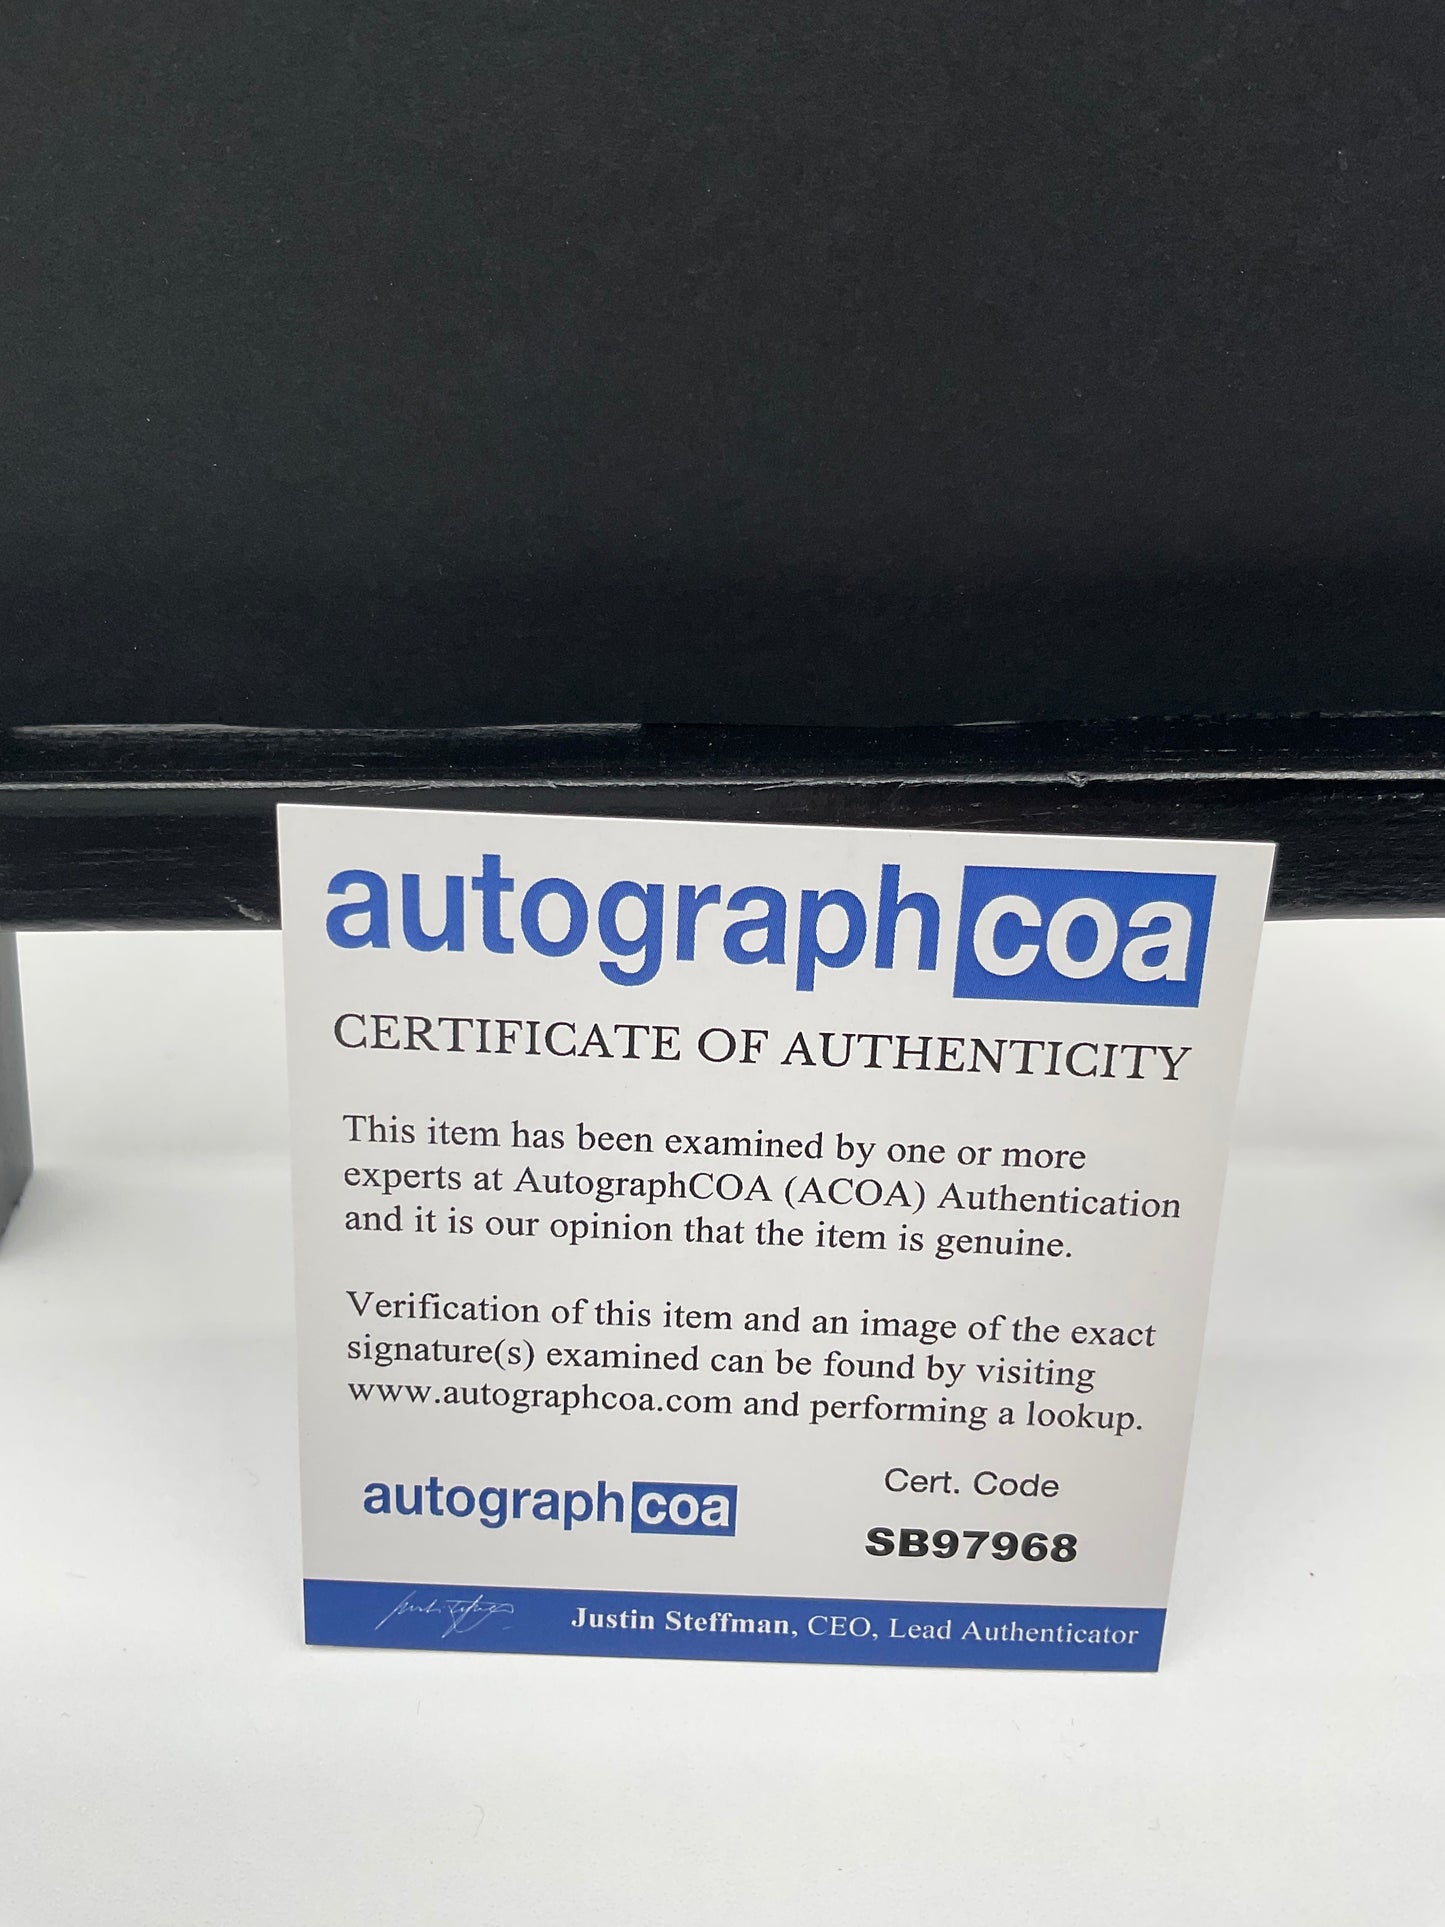 autographcoa
CERTIFICATE OF AUTHENTICITY
This item has been examined by one or more
experts at AutographCOA (ACOA) Authentication
and it is our opinion that the item is genuine.
Verification of this item and an image of the exact
signature(s) examined can be found by visiting
www.autographcoa.com and performing a lookup.
Cert. Code
autographcoa
SB97968
Justin Steffman, CEO, Lead Authenticator